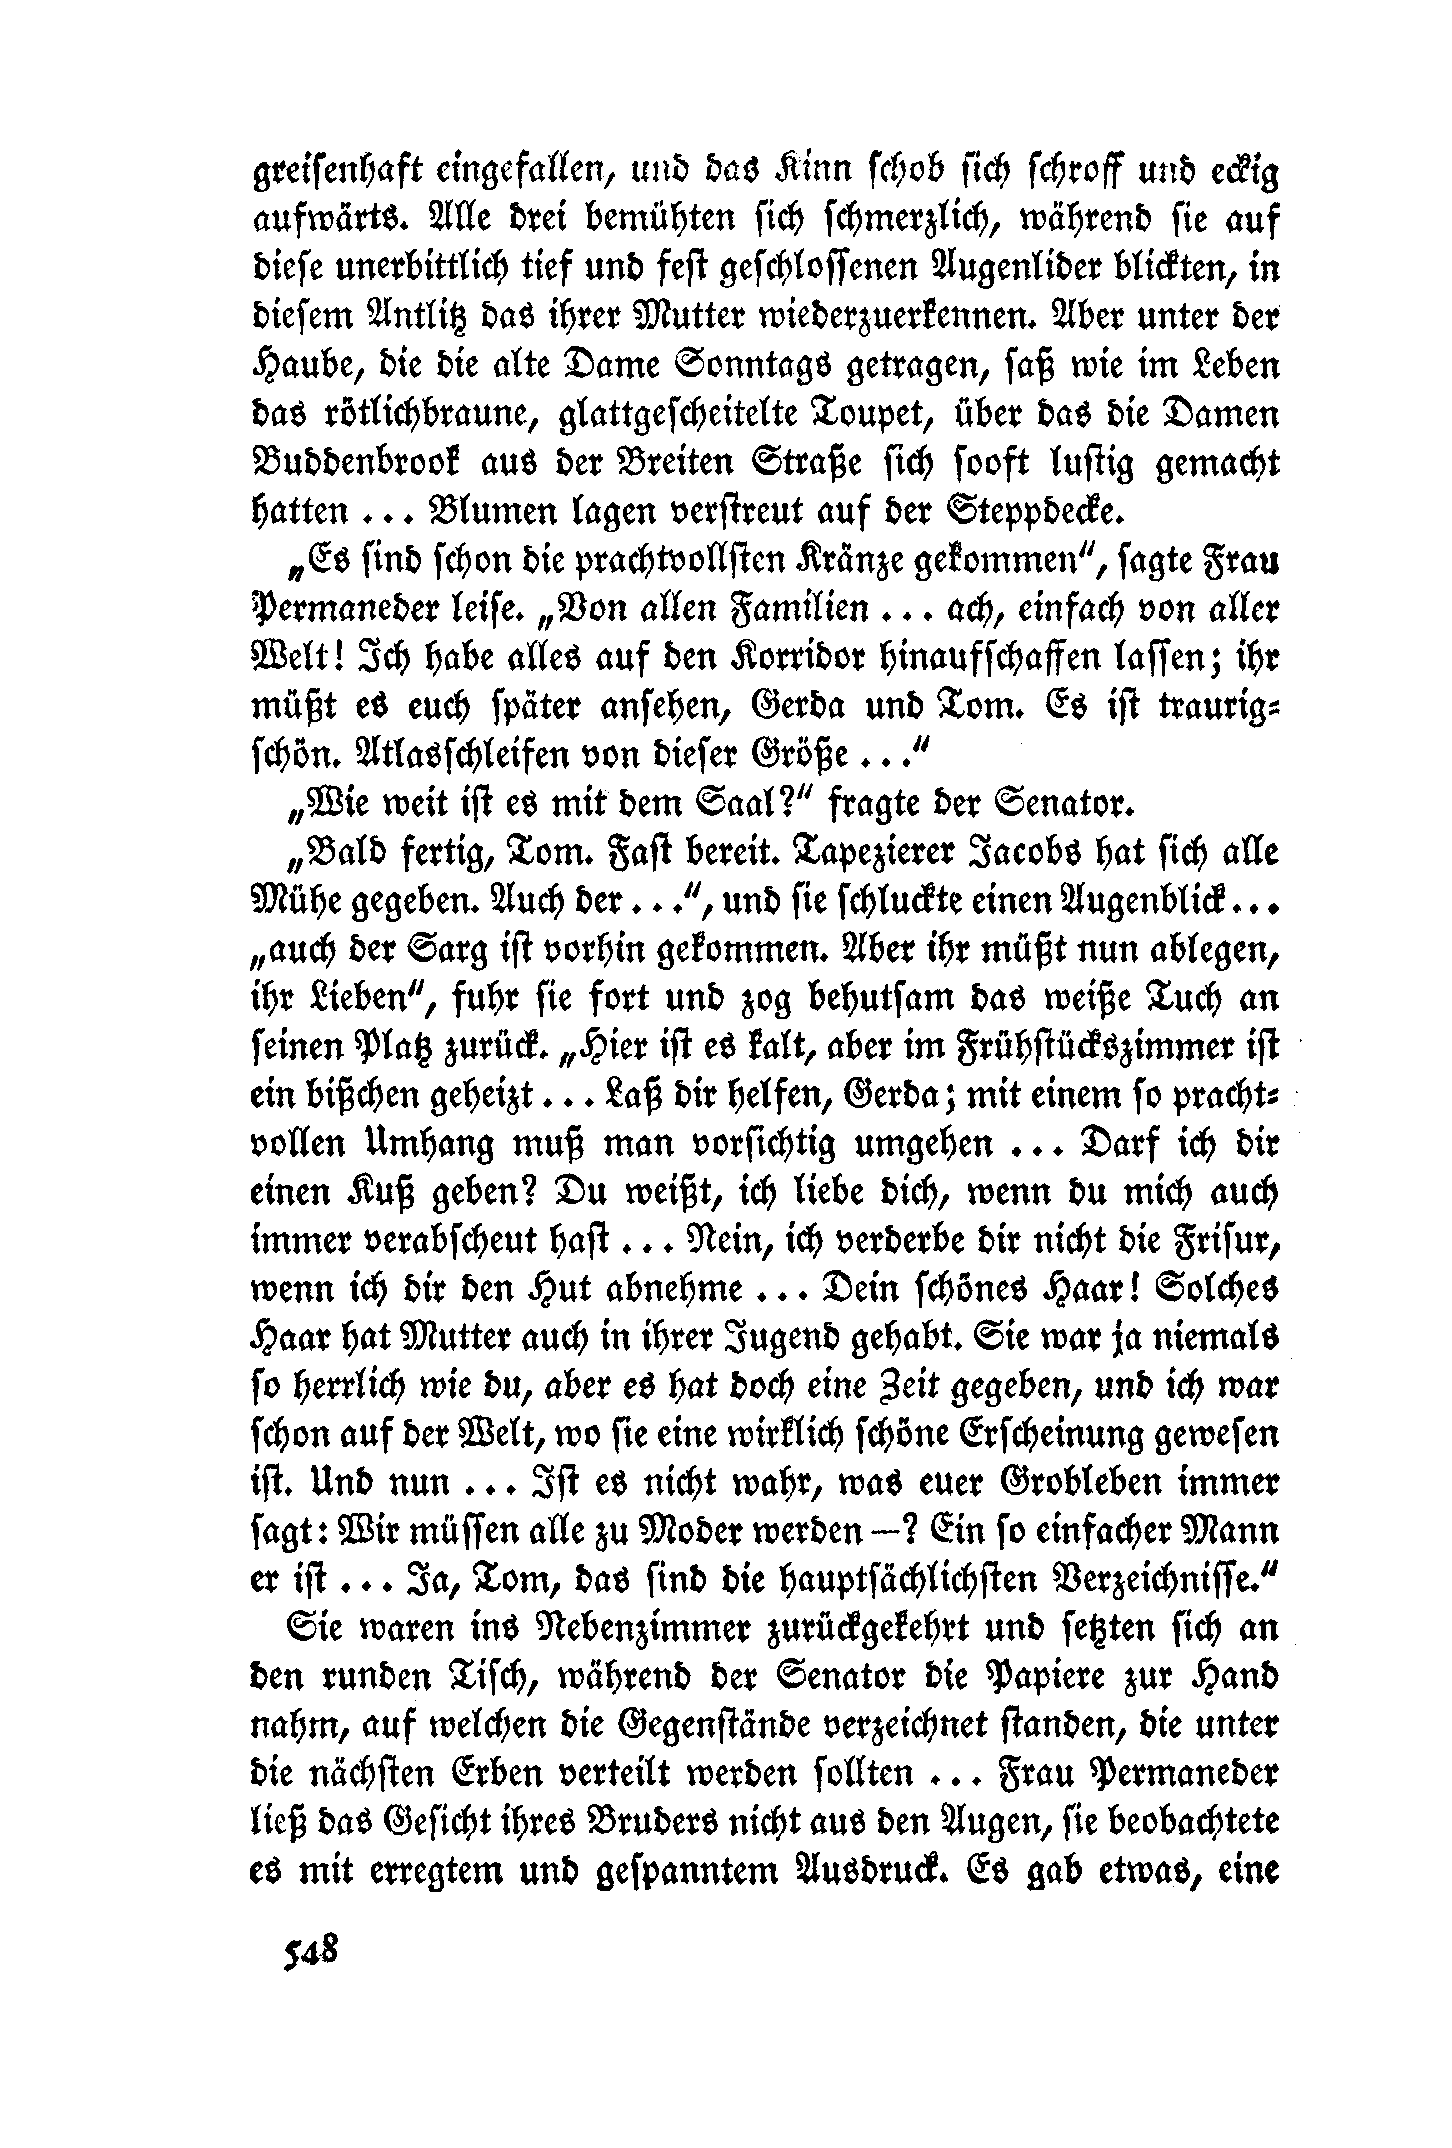 greisenhaft eingefallen, und das Kinn schob sich schroff und eckig
aufwärts. Alle drei bemühten sich schmerzlich, während sie auf
diese unerbittlich tief und fest geschlossenen Augenlider blickten, in
diesem Antlitz das ihrer Mutter wiederzuerkennen. Aber unter der
Haube, die die alte Dame Sonntags getragen, saß wie im Leben
das rötlichbraune, glattgescheitelte Toupet, über das die Damen
Buddenbrook aus der Breiten Straße sich sooft lustig gemacht
hatten ... Blumen lagen verstreut auf der Steppdecke.
„Es sind schon die prachtvollsten Kränze gekommen“, sagte Frau
Permaneder leise. „Von allen Familien ... ach, einfach von aller
Welt! Ich habe alles auf den Korridor hinaufschaffen lassen; ihr
müßt es euch später ansehen, Gerda und Tom. Es ist traurig-
schön. Atlasschleifen von dieser Größe ...“
„Wie weit ist es mit dem Saal?“ fragte der Senator.
„Bald fertig, Tom. Fast bereit. Tapezierer Jacobs hat sich alle
Mühe gegeben. Auch der ...“, und sie schluckte einen Augenblick...
„auch der Sarg ist vorhin gekommen. Aber ihr müßt nun ablegen,
ihr Lieben“, fuhr sie fort und zog behutsam das weiße Tuch an
seinen Platz zurück. „Hier ist es kalt, aber im Frühstückszimmer ist
ein bißchen geheizt ... Laß dir helfen, Gerda; mit einem so pracht-
vollen Umhang muß man vorsichtig umgehen ... Darf ich dir
einen Kuß geben? Du weißt, ich liebe dich, wenn du mich auch
immer verabscheut hast ... Nein, ich verderbe dir nicht die Frisur,
wenn ich dir den Hut abnehme ... Dein schönes Haar! Solches
Haar hat Mutter auch in ihrer Jugend gehabt. Sie war ja niemals
so herrlich wie du, aber es hat doch eine Zeit gegeben, und ich war
schon auf der Welt, wo sie eine wirklich schöne Erscheinung gewesen
ist. Und nun ... Ist es nicht wahr, was euer Grobleben immer
sagt: Wir müssen alle zu Moder werden —? Ein so einfacher Mann
er ist ... Ja, Tom, das sind die hauptsächlichsten Verzeichnisse.“
Sie waren ins Nebenzimmer zurückgekehrt und setzten sich an
den runden Tisch, während der Senator die Papiere zur Hand
nahm, auf welchen die Gegenstände verzeichnet standen, die unter
die nächsten Erben verteilt werden sollten ... Frau Permaneder
ließ das Gesicht ihres Bruders nicht aus den Augen, sie beobachtete
es mit erregtem und gespanntem Ausdruck. Es gab etwas, eine
548